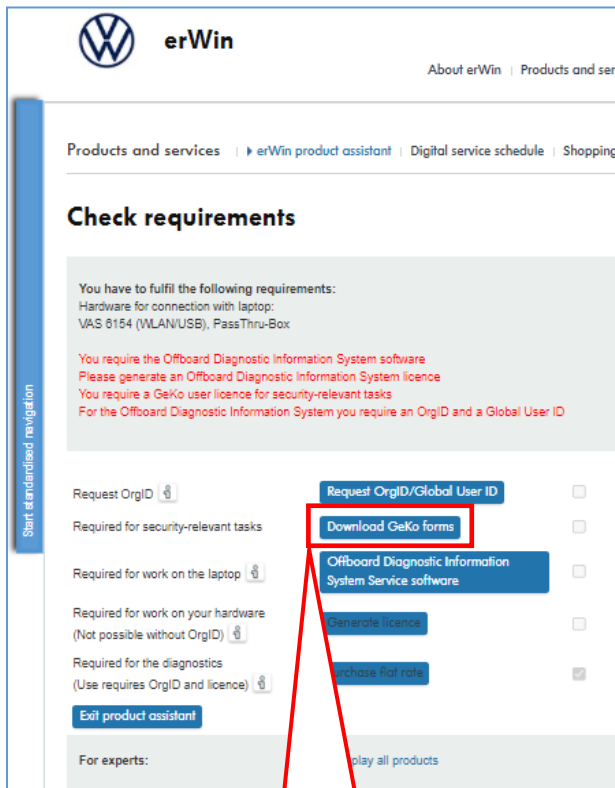 erWin
About erWin | Products and ser
Products and services | erWin product assistant | Digital service schedule | Shopping
Check requirements
You have to fulfil the following requirements:
Hardware for connection with laptop:
VAS 6154 (WLAN/USB), PassThru-Box
You require the Offboard Diagnostic Information System software
Please generate an Offboard Diagnostic Information System licence
You require a GeKo user licence for security-relevant tasks
For the Offboard Diagnostic Information System you require an OrgID and a Global User ID
Start standardised navigation
Request OrgID Request OrgID/Global User ID
Required for security-relevant tasks Download GeKo forms
Required for work on the laptop Offboard Diagnostic Information
System Service software
Required for work on your hardware
(Not possible without OrgID) Generate licence
Required for the diagnostics
(Use requires OrgID and licence) urchase flat rate
Exit product assistant
For experts: play all products